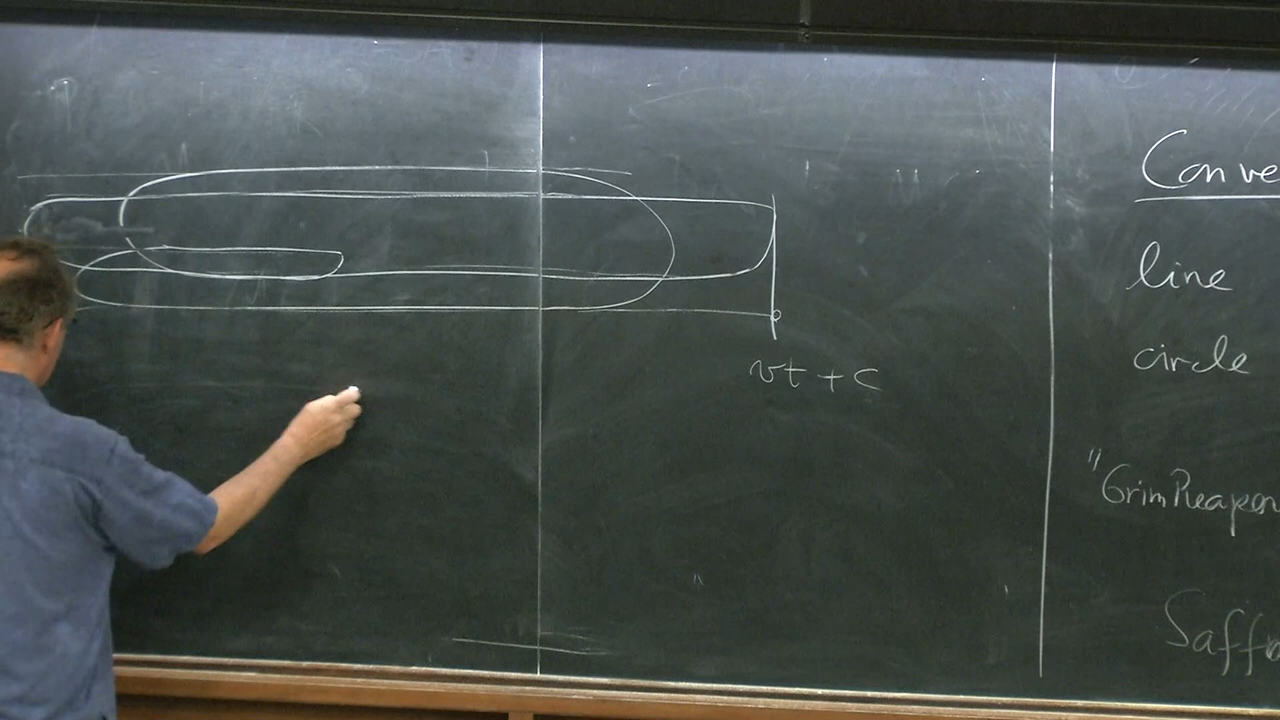 vt + c
Conve
line
circle
"Grim Reaper
Saff